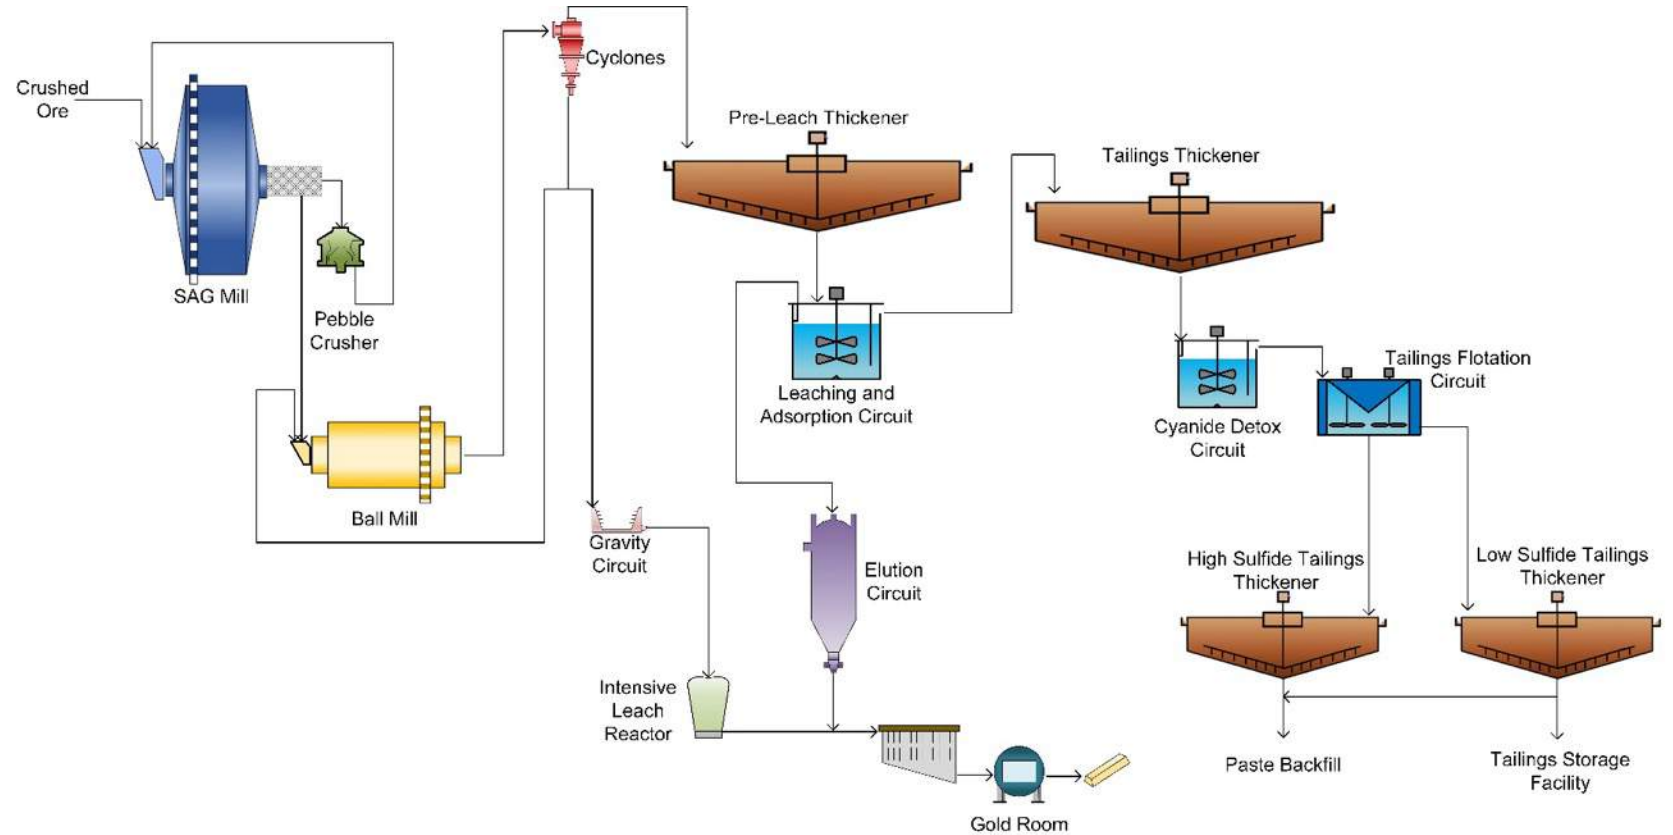 Crushed
Ore
SAG Mill
Pebble
Crusher
Ball Mill
Cyclones
Pre-Leach Thickener
Tailings Thickener
Leaching and
Adsorption Circuit
Cyanide Detox
Circuit
Tailings Flotation
Circuit
Gravity
Circuit
Elution
Circuit
Intensive
Leach
Reactor
High Sulfide Tailings
Thickener
Low Sulfide Tailings
Thickener
Paste Backfill
Tailings Storage
Facility
Gold Room